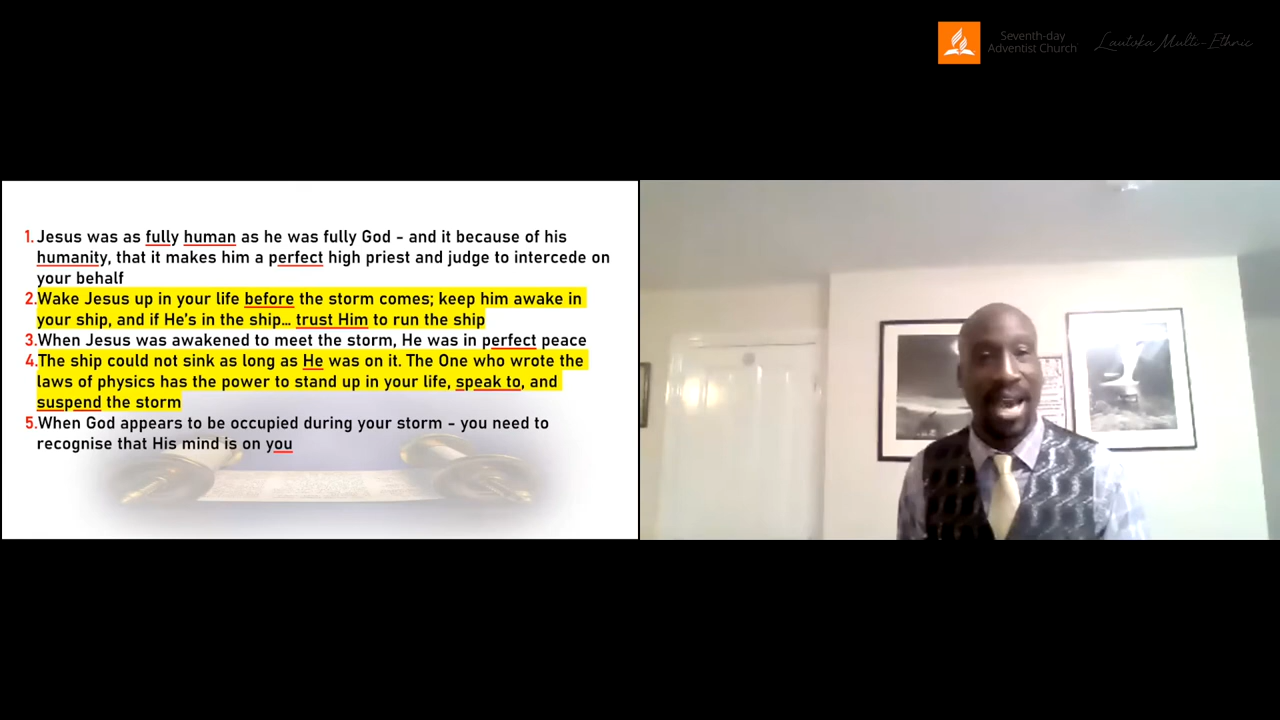 Seventh-day
Adventist Church
Lautoka Multi-Ethnic
1. Jesus was as fully human as he was fully God - and it because of his
humanity, that it makes him a perfect high priest and judge to intercede on
your behalf
2. Wake Jesus up in your life before the storm comes; keep him awake in
your ship, and if He's in the ship... trust Him to run the ship
3. When Jesus was awakened to meet the storm, He was in perfect peace
4. The ship could not sink as long as He was on it. The One who wrote the
laws of physics has the power to stand up in your life, speak to, and
suspend the storm
5. When God appears to be occupied during your storm - you need to
recognise that His mind is on you